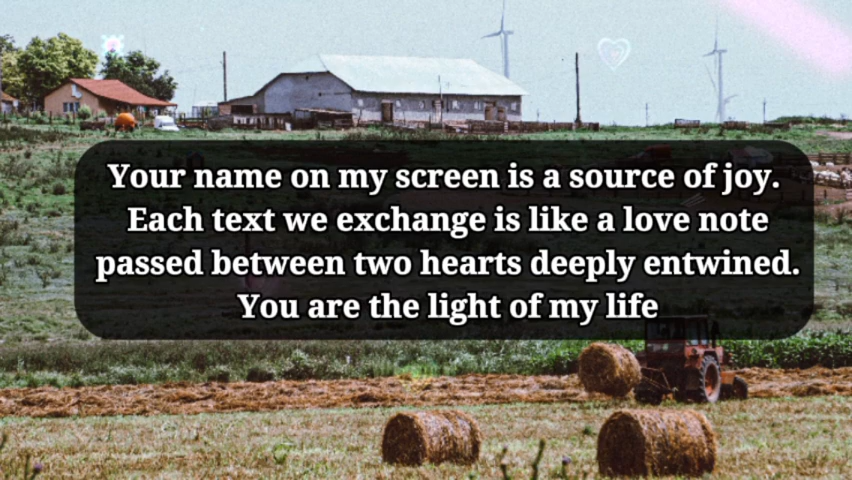 Your name on my screen is a source of joy.
Each text we exchange is like a love note
passed between two hearts deeply entwined.
You are the light of my life